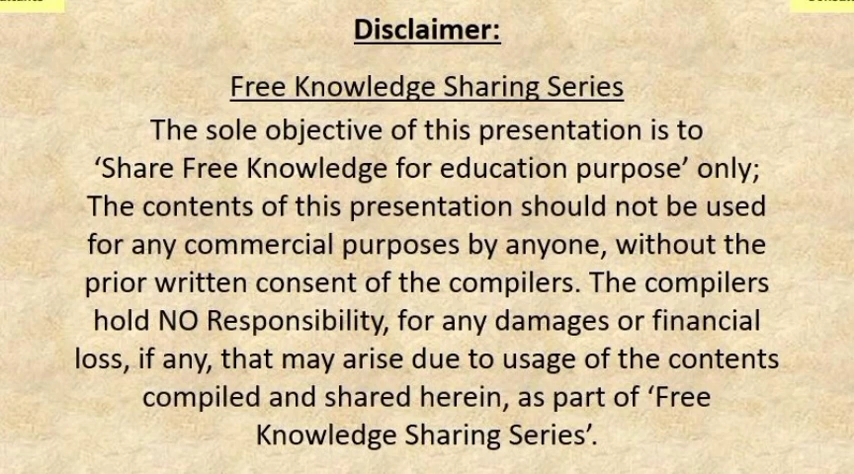 Disclaimer:
Free Knowledge Sharing Series
The sole objective of this presentation is to
‘Share Free Knowledge for education purpose’ only;
The contents of this presentation should not be used
for any commercial purposes by anyone, without the
prior written consent of the compilers. The compilers
hold NO Responsibility, for any damages or financial
loss, if any, that may arise due to usage of the contents
compiled and shared herein, as part of ‘Free
Knowledge Sharing Series’.